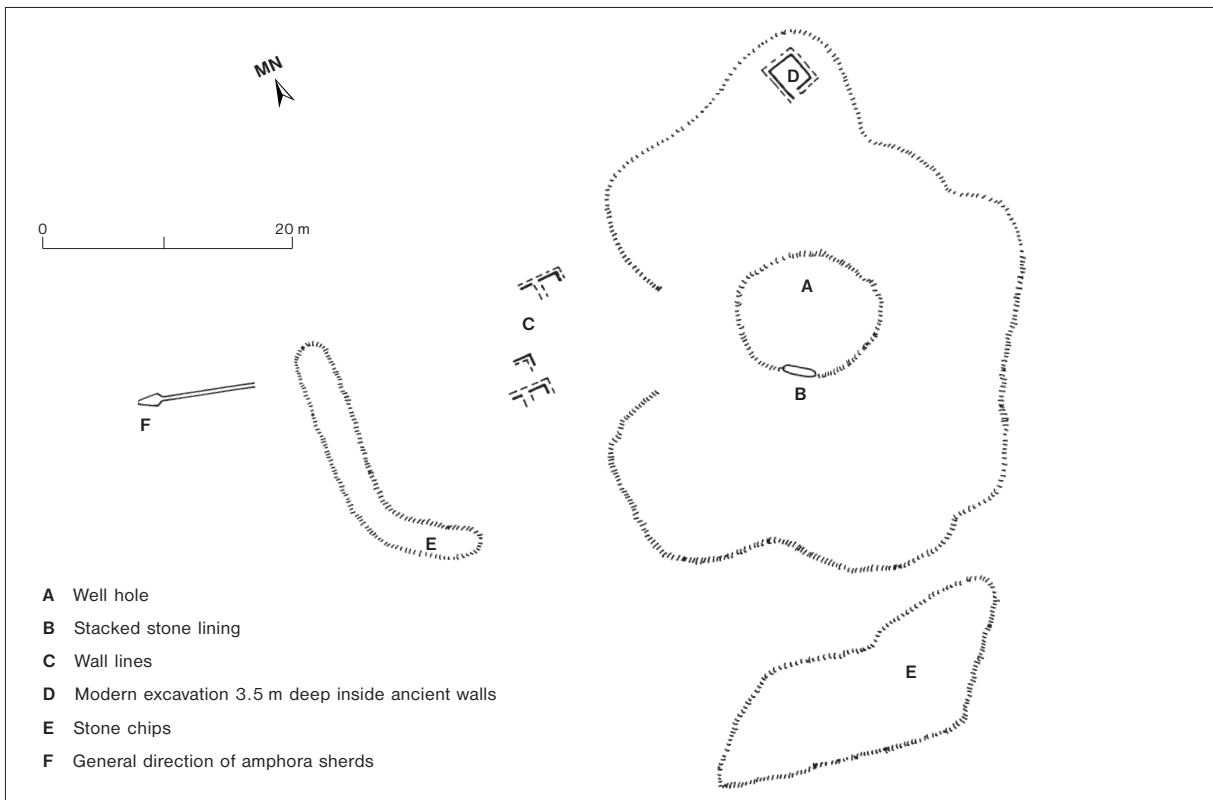 MN
D
0 20 m
A
C
B
F
E
E
A Well hole
B Stacked stone lining
C Wall lines
D Modern excavation 3.5 m deep inside ancient walls
E Stone chips
F General direction of amphora sherds